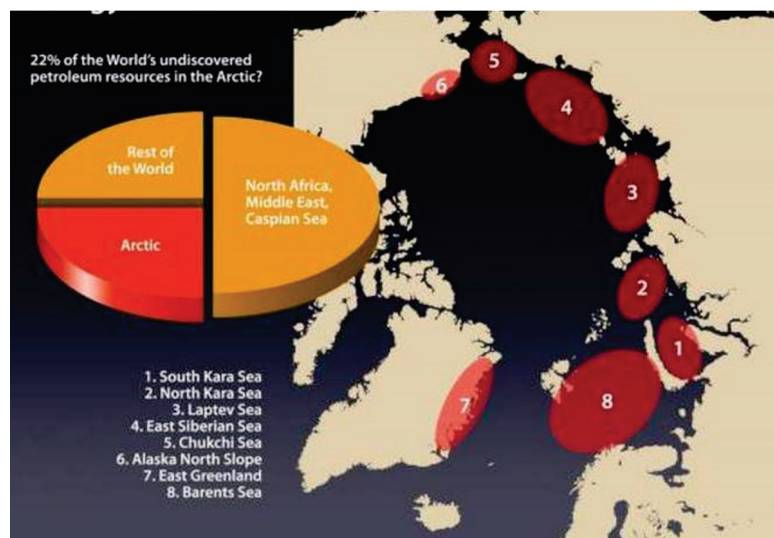 22% of the World's undiscovered
petroleum resources in the Arctic?
Rest of
the World
North Africa,
Middle East,
Caspian Sea
Arctic
1. South Kara Sea
2. North Kara Sea
3. Laptev Sea
4. East Siberian Sea
5. Chukchi Sea
6. Alaska North Slope
7. East Greenland
8. Barents Sea
5
6
4
3
2
1
7
8